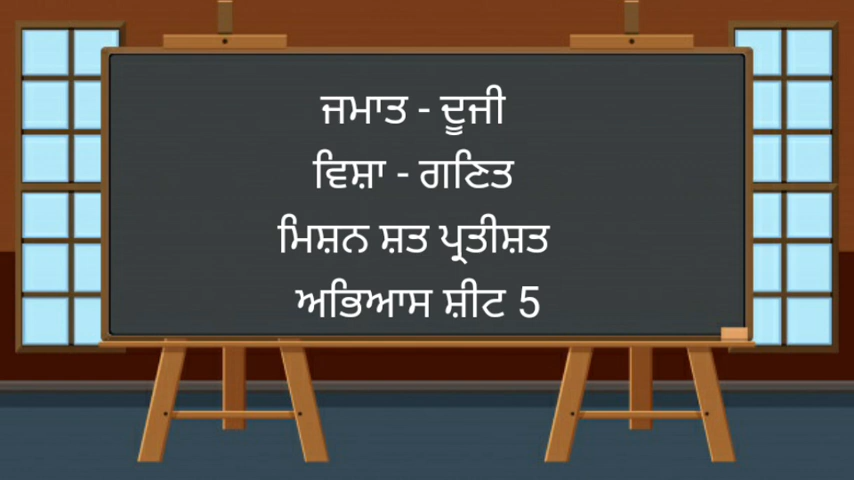 ਜਮਾਤ - ਦੂਜੀ
ਵਿਸ਼ਾ - ਗਣਿਤ
ਮਿਸ਼ਨ ਸ਼ਤ ਪ੍ਰਤੀਸ਼ਤ
ਅਭਿਆਸ ਸ਼ੀਟ 5